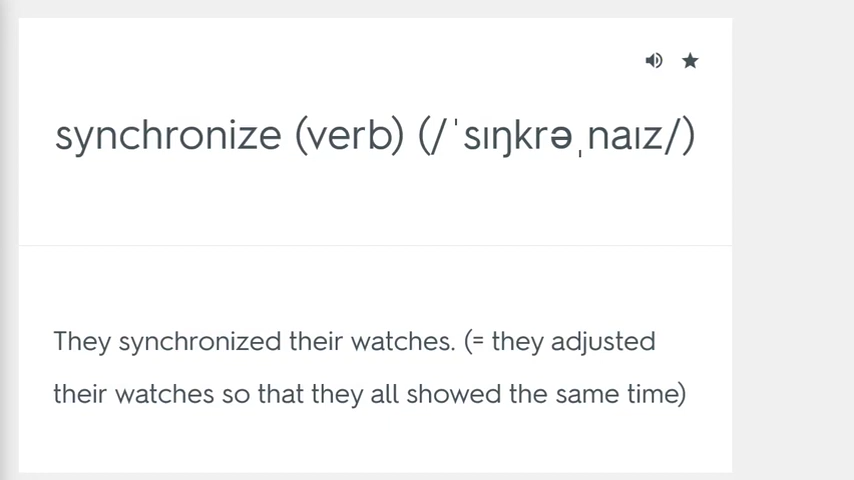 synchronize (verb) (/ˈsɪŋkrəˌnaɪz/)
They synchronized their watches. (= they adjusted
their watches so that they all showed the same time)